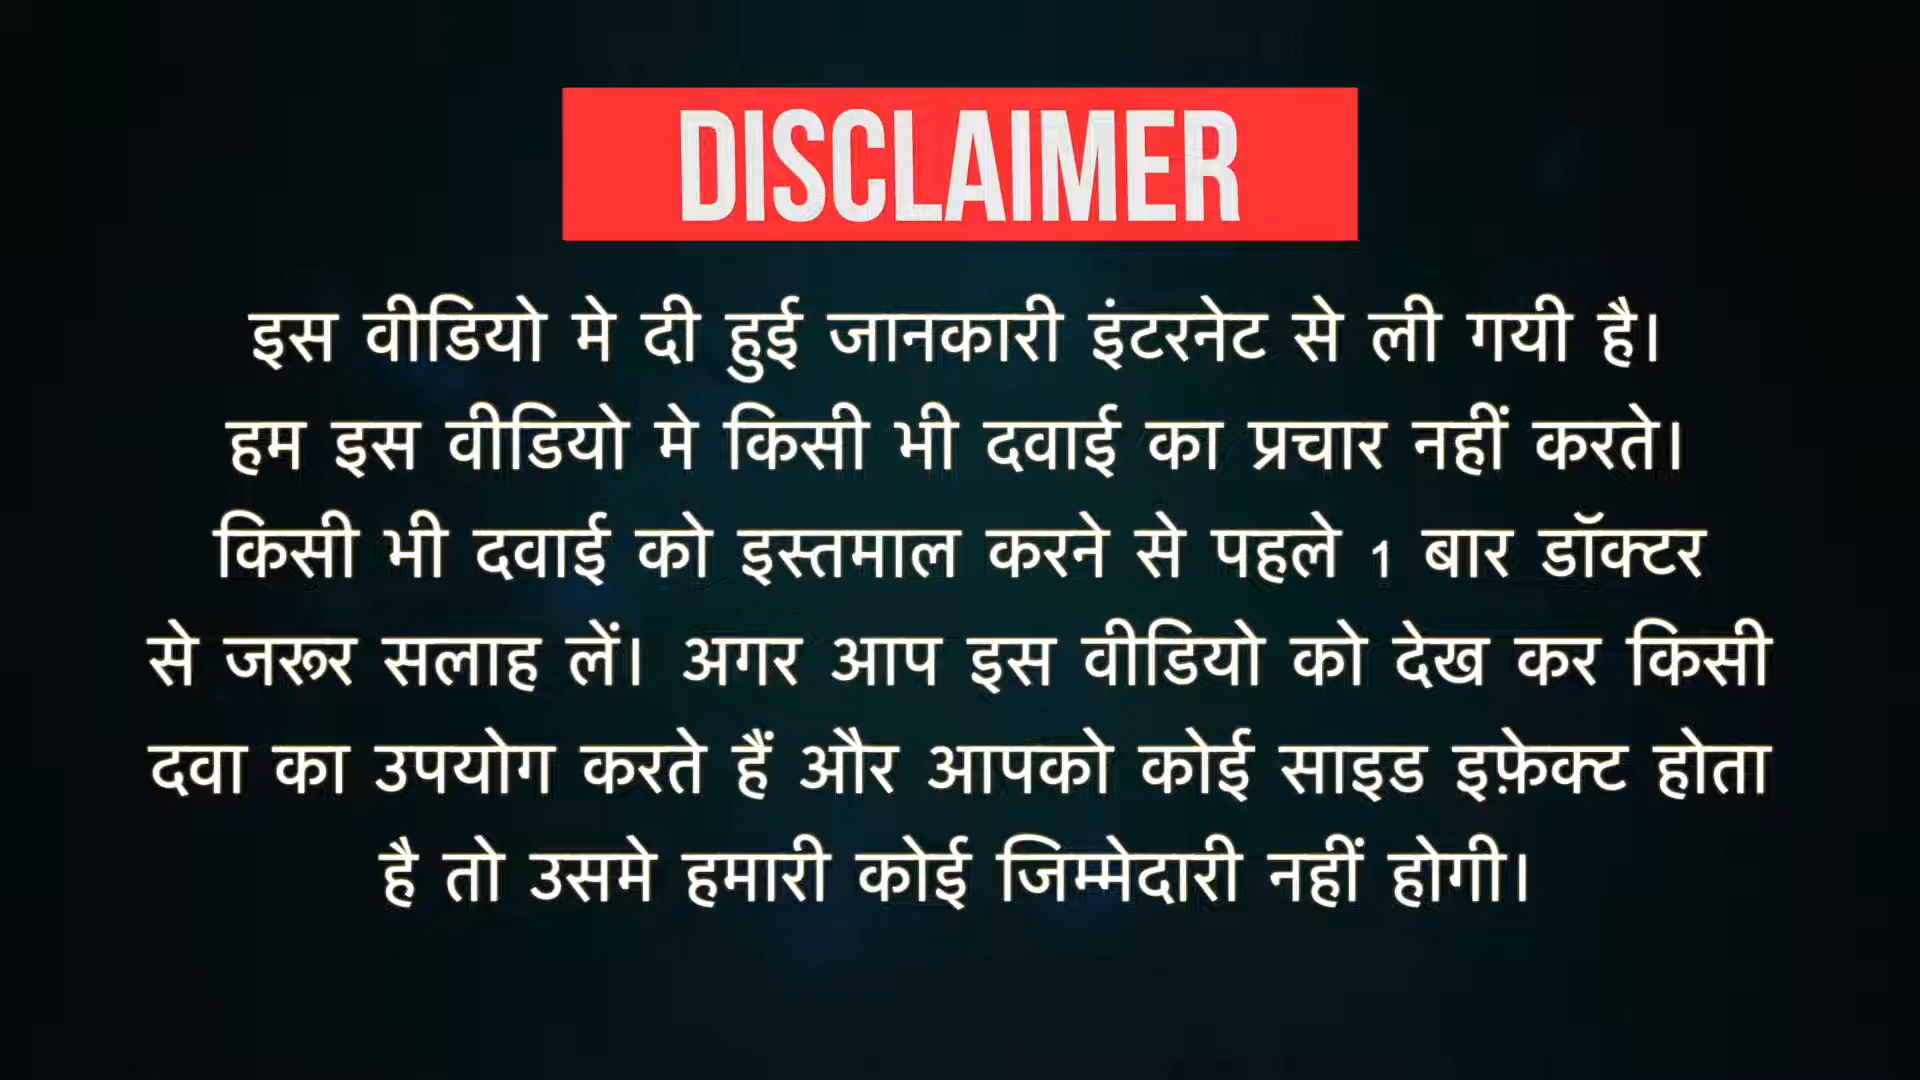 DISCLAIMER
इस वीडियो मे दी हुई जानकारी इंटरनेट से ली गयी है।
हम इस वीडियो मे किसी भी दवाई का प्रचार नहीं करते।
किसी भी दवाई को इस्तमाल करने से पहले 1 बार डॉक्टर
से जरूर सलाह लें। अगर आप इस वीडियो को देख कर किसी
दवा का उपयोग करते हैं और आपको कोई साइड इफ़ेक्ट होता
है तो उसमे हमारी कोई जिम्मेदारी नहीं होगी।